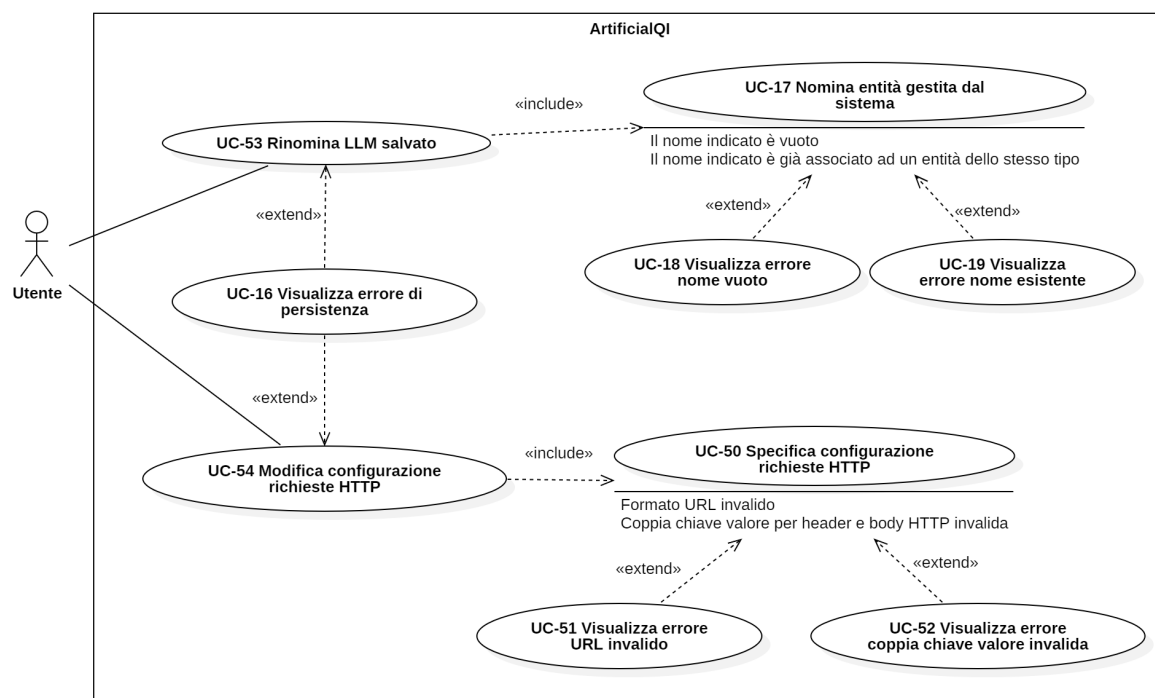 ArtificialQI
UC-17 Nomina entità gestita dal
sistema
«include»
UC-53 Rinomina LLM salvato
Il nome indicato è vuoto
Il nome indicato è già associato ad un entità dello stesso tipo
«extend»
«extend»
«extend»
UC-18 Visualizza errore
nome vuoto
UC-19 Visualizza
errore nome esistente
Utente
UC-16 Visualizza errore di
persistenza
«extend»
UC-54 Modifica configurazione
richieste HTTP
«include»
UC-50 Specifica configurazione
richieste HTTP
Formato URL invalido
Coppia chiave valore per header e body HTTP invalida
«extend»
«extend»
UC-51 Visualizza errore
URL invalido
UC-52 Visualizza errore
coppia chiave valore invalida